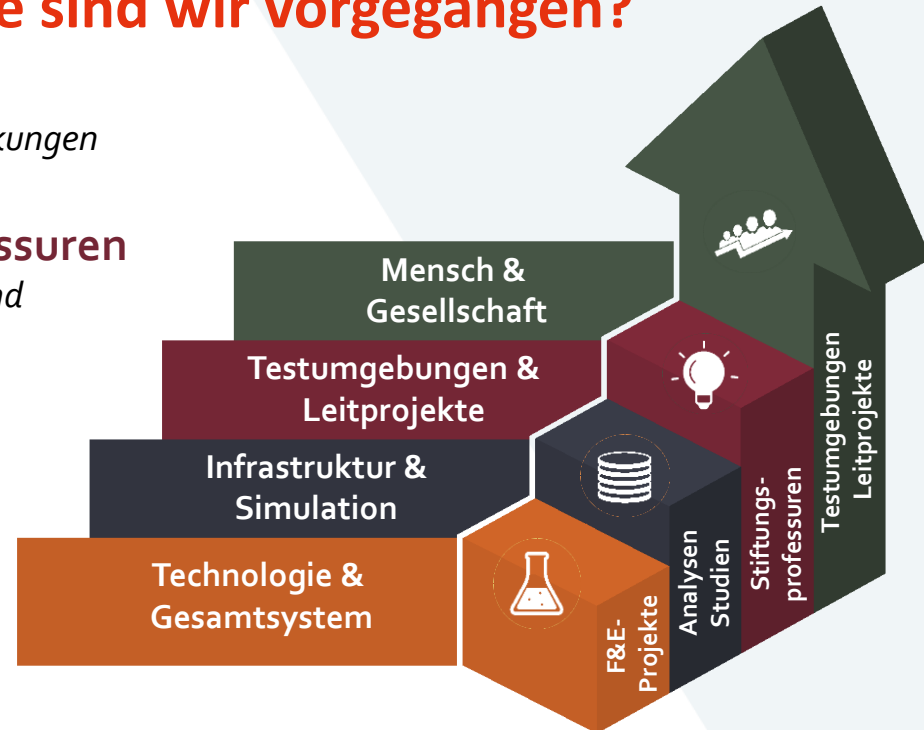 e sind wir vorgegangen?
kungen
ssuren
nd
Mensch &
Gesellschaft
Testumgebungen &
Leitprojekte
Infrastruktur &
Simulation
Technologie &
Gesamtsystem
F&E-
Projekte
Analysen
Studien
Stiftungs-
professuren
Testumgebungen
Leitprojekte